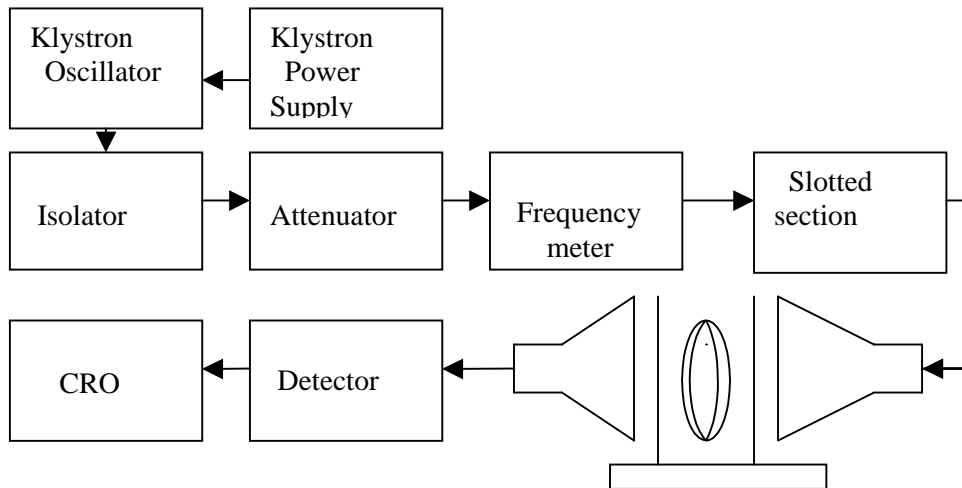 Klystron
Oscillator
Klystron
Power
Supply
Isolator
Attenuator
Frequency
meter
Slotted
section
CRO
Detector